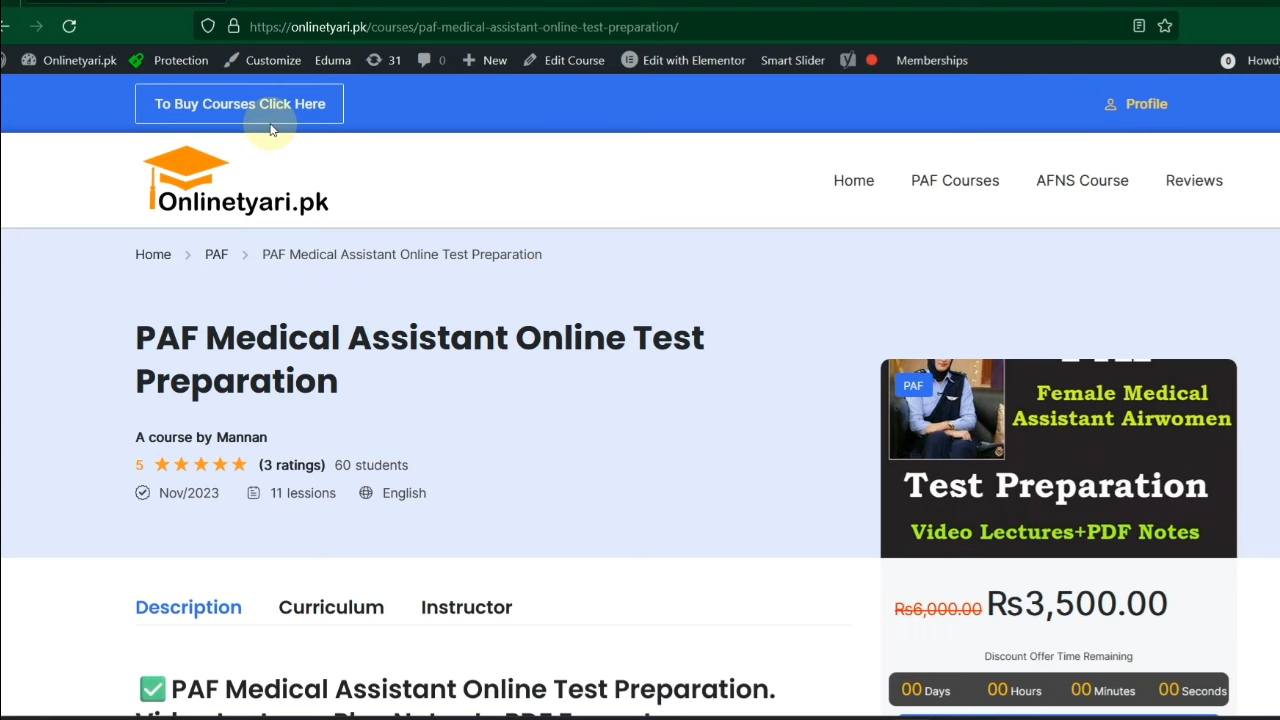 https://onlinetyari.pk/courses/paf-medical-assistant-online-test-preparation/
Onlinetyari.pk Protection Customize Eduma 31 0 New Edit Course Edit with Elementor Smart Slider Memberships 0 Howdy
To Buy Courses Click Here
Profile
Onlinetyari.pk
Home PAF Courses AFNS Course Reviews
Home > PAF > PAF Medical Assistant Online Test Preparation
PAF Medical Assistant Online Test
Preparation
A course by Mannan
5 (3 ratings) 60 students
Nov/2023 11 lessions English
PAF
Female Medical
Assistant Airwomen
Test Preparation
Video Lectures+PDF Notes
Rs6,000.00 Rs3,500.00
Discount Offer Time Remaining
00 Days 00 Hours 00 Minutes 00 Seconds
Description Curriculum Instructor
✅ PAF Medical Assistant Online Test Preparation.